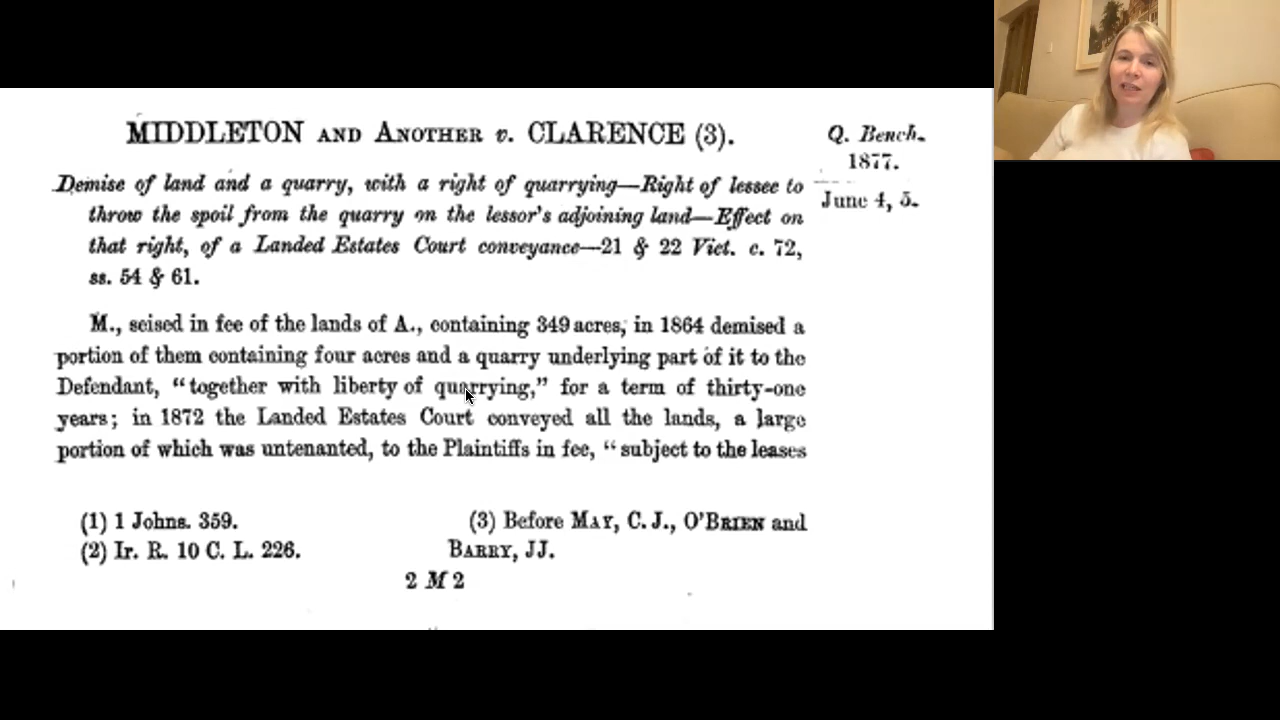 MIDDLETON AND ANOTHER v. CLARENCE (3).
Q. Bench.
1877.
June 4, 5.
Demise of land and a quarry, with a right of quarrying—Right of lessee to
throw the spoil from the quarry on the lessor's adjoining land—Effect on
that right, of a Landed Estates Court conveyance—21 & 22 Vict. c. 72,
ss. 54 & 61.
M., seised in fee of the lands of A., containing 349 acres, in 1864 demised a
portion of them containing four acres and a quarry underlying part of it to the
Defendant, “together with liberty of quarrying,” for a term of thirty-one
years; in 1872 the Landed Estates Court conveyed all the lands, a large
portion of which was untenanted, to the Plaintiffs in fee, “subject to the leases
(1) 1 Johns. 359.
(2) Ir. R. 10 C. L. 226.
(3) Before MAY, C. J., O'BRIEN and
BARRY, JJ.
2 M 2